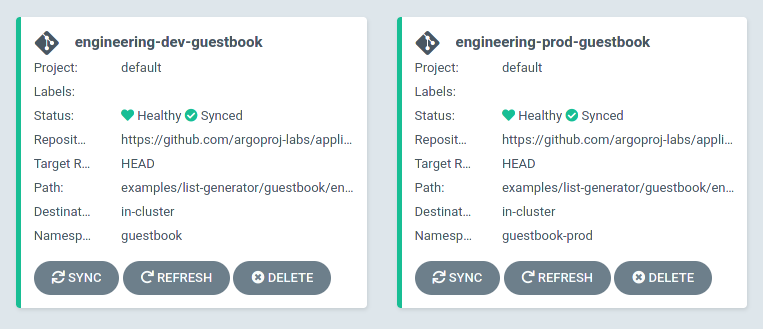 engineering-dev-guestbook
Project: default
Labels:
Status: Healthy Synced
Reposit... https://github.com/argoproj-labs/appli...
Target R... HEAD
Path: examples/list-generator/guestbook/en...
Destinat... in-cluster
Namesp... guestbook
SYNC REFRESH DELETE
engineering-prod-guestbook
Project: default
Labels:
Status: Healthy Synced
Reposit... https://github.com/argoproj-labs/appli...
Target R... HEAD
Path: examples/list-generator/guestbook/en...
Destinat... in-cluster
Namesp... guestbook-prod
SYNC REFRESH DELETE